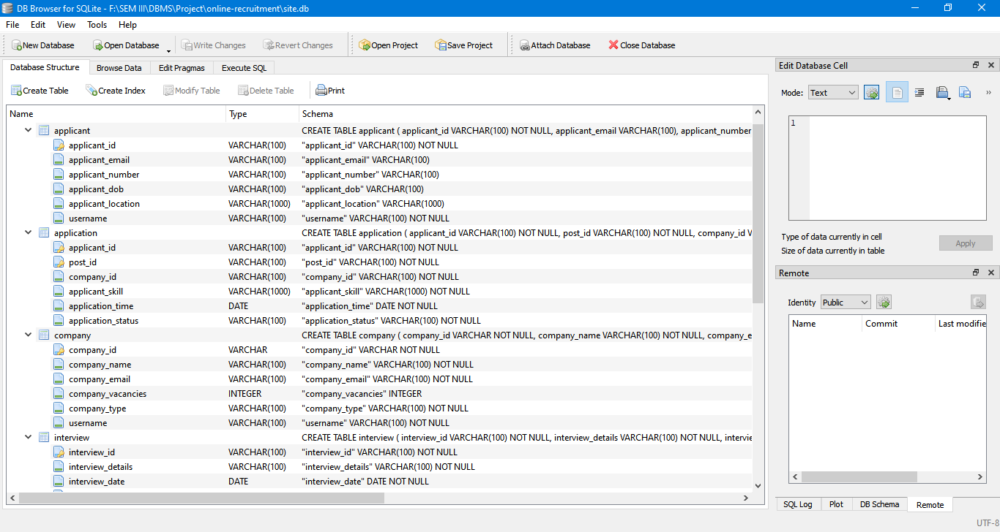 DB Browser for SQLite - F:\SEM III\DBMS\Project\online-recruitment\site.db
File Edit View Tools Help
New Database Open Database Write Changes Revert Changes Open Project Save Project Attach Database Close Database
Database Structure Browse Data Edit Pragmas Execute SQL
Create Table Create Index Modify Table Delete Table Print
Name Type Schema
applicant CREATE TABLE applicant ( applicant_id VARCHAR(100) NOT NULL, applicant_email VARCHAR(100), applicant_number
applicant_id VARCHAR(100) "applicant_id" VARCHAR(100) NOT NULL
applicant_email VARCHAR(100) "applicant_email" VARCHAR(100)
applicant_number VARCHAR(100) "applicant_number" VARCHAR(100)
applicant_dob VARCHAR(100) "applicant_dob" VARCHAR(100)
applicant_location VARCHAR(1000) "applicant_location" VARCHAR(1000)
username VARCHAR(100) "username" VARCHAR(100) NOT NULL
application CREATE TABLE application ( applicant_id VARCHAR(100) NOT NULL, post_id VARCHAR(100) NOT NULL, company_id V
applicant_id VARCHAR(100) "applicant_id" VARCHAR(100) NOT NULL
post_id VARCHAR(100) "post_id" VARCHAR(100) NOT NULL
company_id VARCHAR(100) "company_id" VARCHAR(100) NOT NULL
applicant_skill VARCHAR(1000) "applicant_skill" VARCHAR(1000) NOT NULL
application_time DATE "application_time" DATE NOT NULL
application_status VARCHAR(100) "application_status" VARCHAR(100) NOT NULL
company CREATE TABLE company ( company_id VARCHAR NOT NULL, company_name VARCHAR(100) NOT NULL, company_e
company_id VARCHAR "company_id" VARCHAR NOT NULL
company_name VARCHAR(100) "company_name" VARCHAR(100) NOT NULL
company_email VARCHAR(100) "company_email" VARCHAR(100) NOT NULL
company_vacancies INTEGER "company_vacancies" INTEGER
company_type VARCHAR(100) "company_type" VARCHAR(100) NOT NULL
username VARCHAR(100) "username" VARCHAR(100) NOT NULL
interview CREATE TABLE interview ( interview_id VARCHAR(100) NOT NULL, interview_details VARCHAR(100) NOT NULL, intervie
interview_id VARCHAR(100) "interview_id" VARCHAR(100) NOT NULL
interview_details VARCHAR(100) "interview_details" VARCHAR(100) NOT NULL
interview_date DATE "interview_date" DATE NOT NULL
Edit Database Cell
Mode: Text
1
Type of data currently in cell
Size of data currently in table
Apply
Remote
Identity Public
Name Commit Last modifie
SQL Log Plot DB Schema Remote
UTF-8